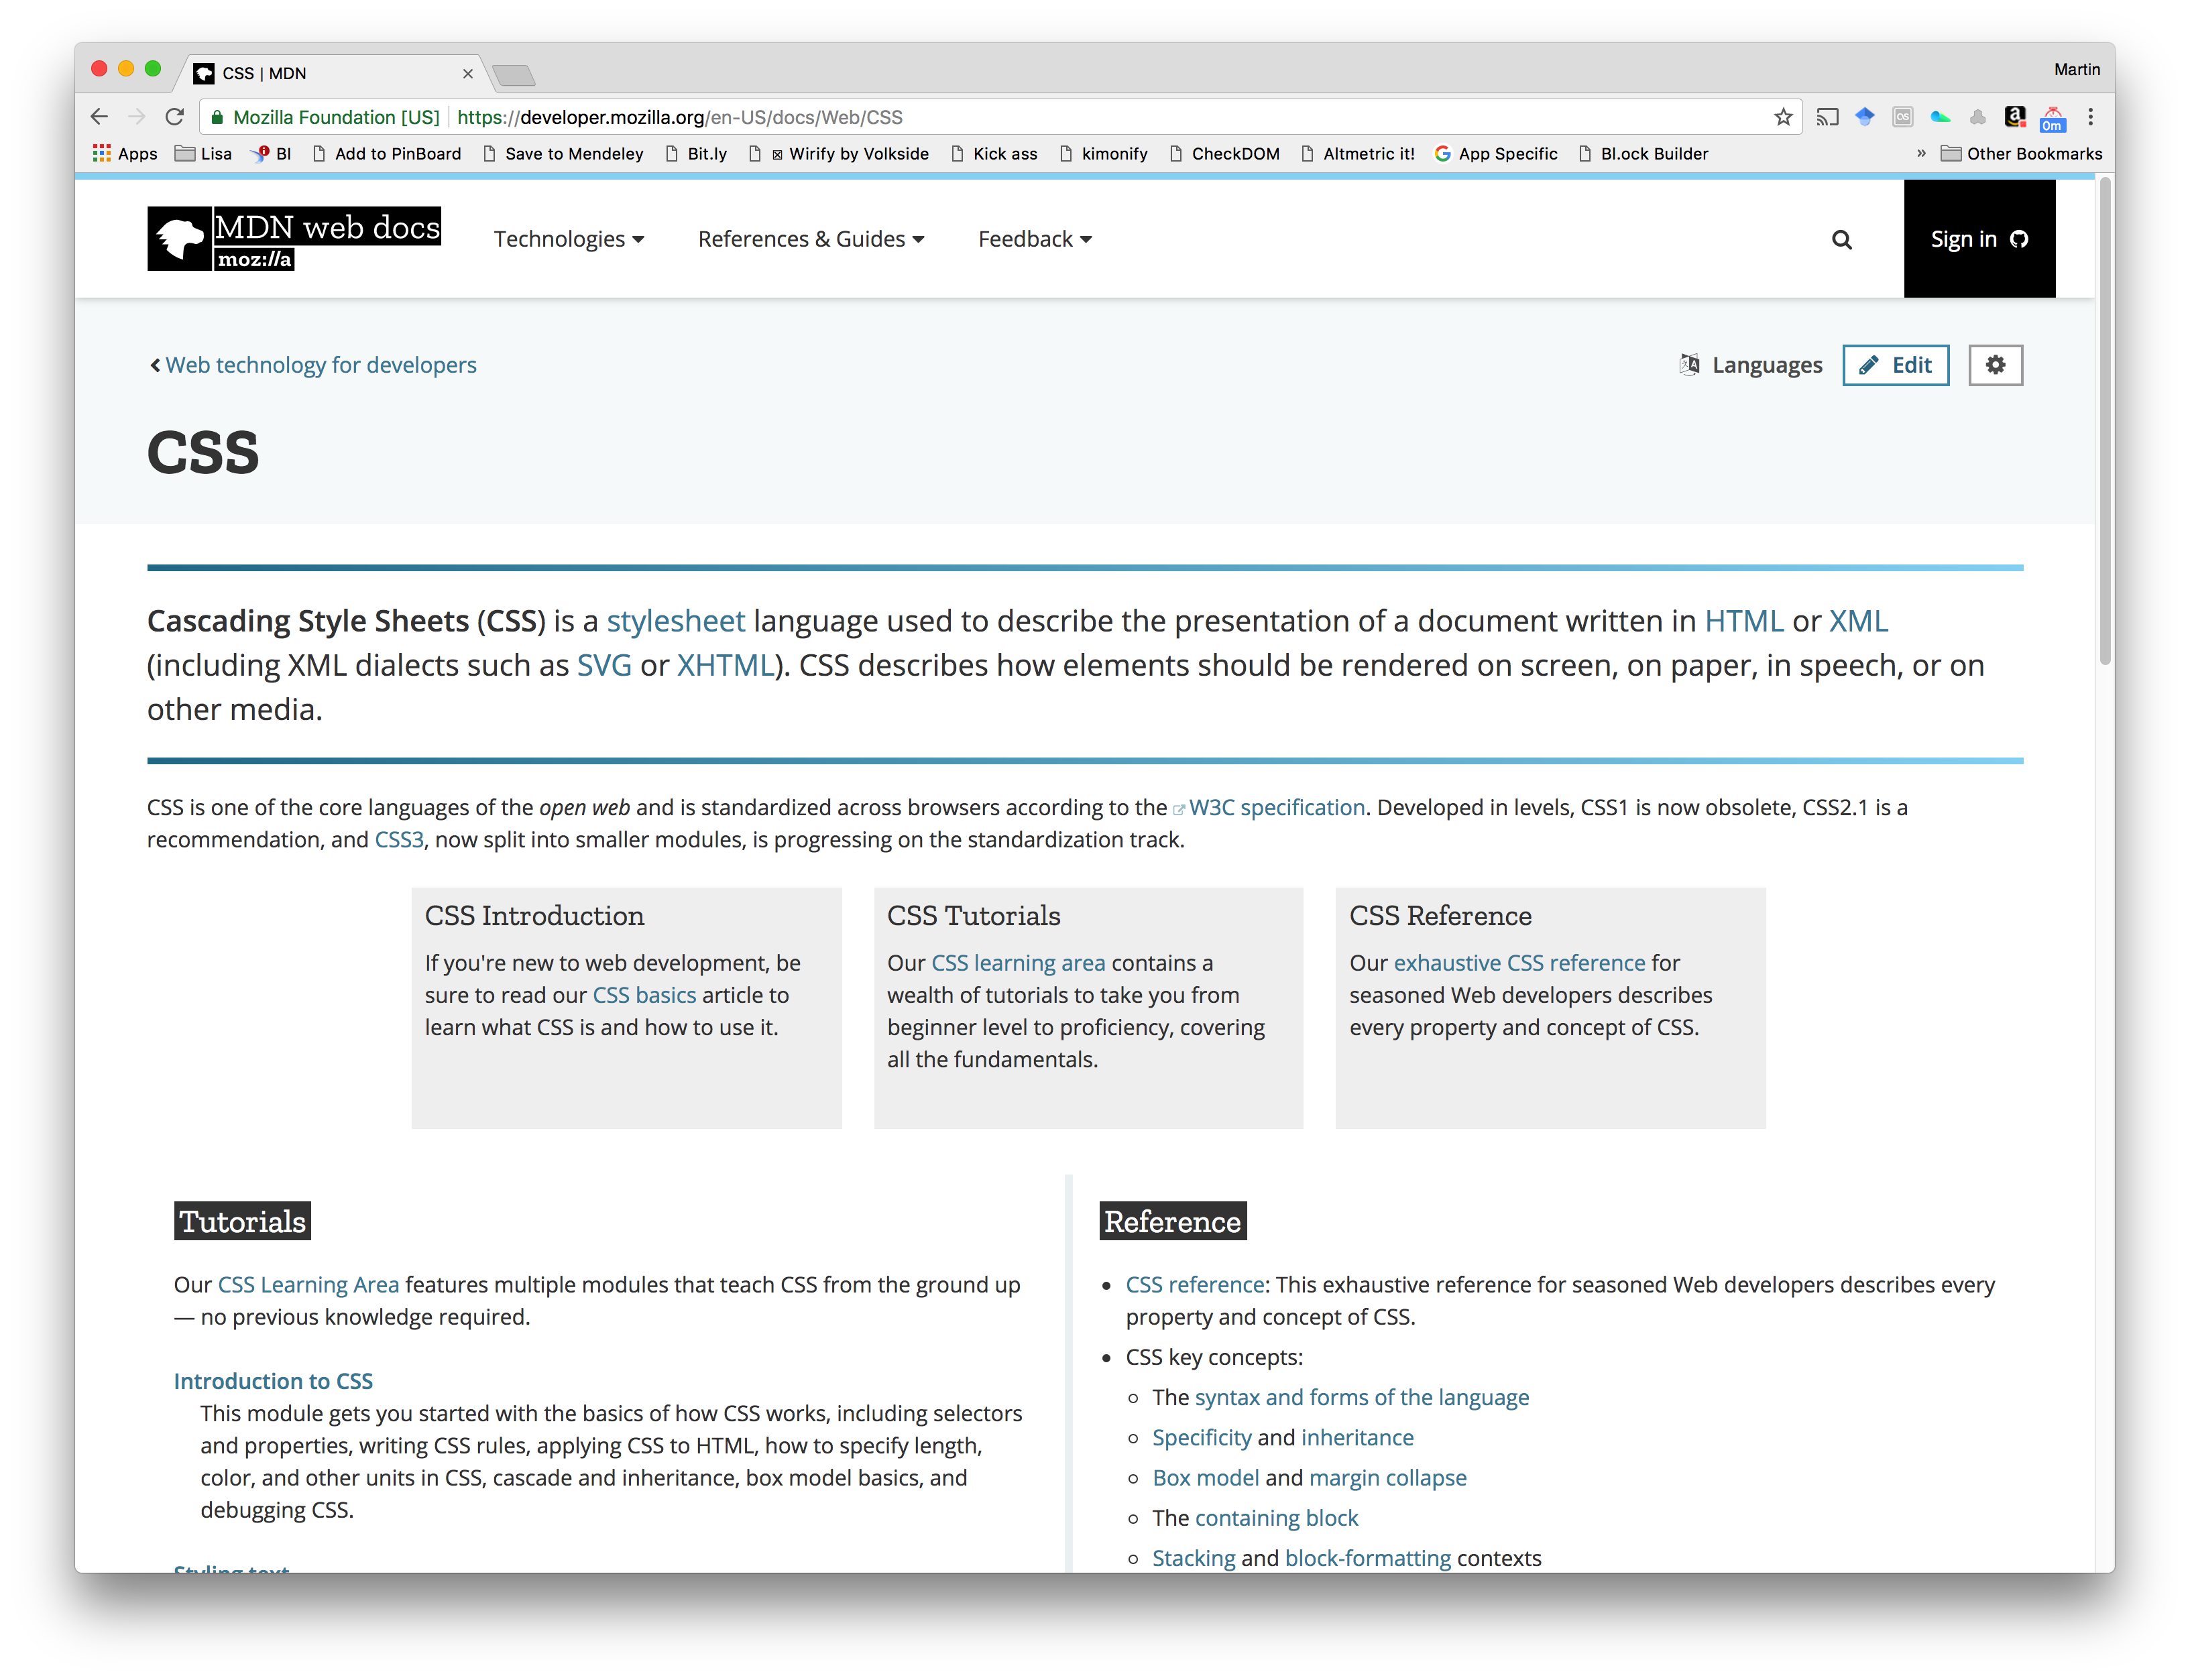 CSS | MDN
Martin
Mozilla Foundation [US] https://developer.mozilla.org/en-US/docs/Web/CSS
0m
Apps Lisa BI Add to PinBoard Save to Mendeley Bit.ly Wirify by Volkside Kick ass kimonify CheckDOM Altmetric it! App Specific Bl.ock Builder » Other Bookmarks
MDN web docs
moz://a
Technologies References & Guides Feedback Sign in
Web technology for developers Languages Edit
CSS
Cascading Style Sheets (CSS) is a stylesheet language used to describe the presentation of a document written in HTML or XML
(including XML dialects such as SVG or XHTML). CSS describes how elements should be rendered on screen, on paper, in speech, or on
other media.
CSS is one of the core languages of the open web and is standardized across browsers according to the W3C specification. Developed in levels, CSS1 is now obsolete, CSS2.1 is a
recommendation, and CSS3, now split into smaller modules, is progressing on the standardization track.
CSS Introduction
If you're new to web development, be
sure to read our CSS basics article to
learn what CSS is and how to use it.
CSS Tutorials
Our CSS learning area contains a
wealth of tutorials to take you from
beginner level to proficiency, covering
all the fundamentals.
CSS Reference
Our exhaustive CSS reference for
seasoned Web developers describes
every property and concept of CSS.
Tutorials
Our CSS Learning Area features multiple modules that teach CSS from the ground up
— no previous knowledge required.
Introduction to CSS
This module gets you started with the basics of how CSS works, including selectors
and properties, writing CSS rules, applying CSS to HTML, how to specify length,
color, and other units in CSS, cascade and inheritance, box model basics, and
debugging CSS.
Styling text
Reference
• CSS reference: This exhaustive reference for seasoned Web developers describes every
property and concept of CSS.
• CSS key concepts:
○ The syntax and forms of the language
○ Specificity and inheritance
○ Box model and margin collapse
○ The containing block
○ Stacking and block-formatting contexts